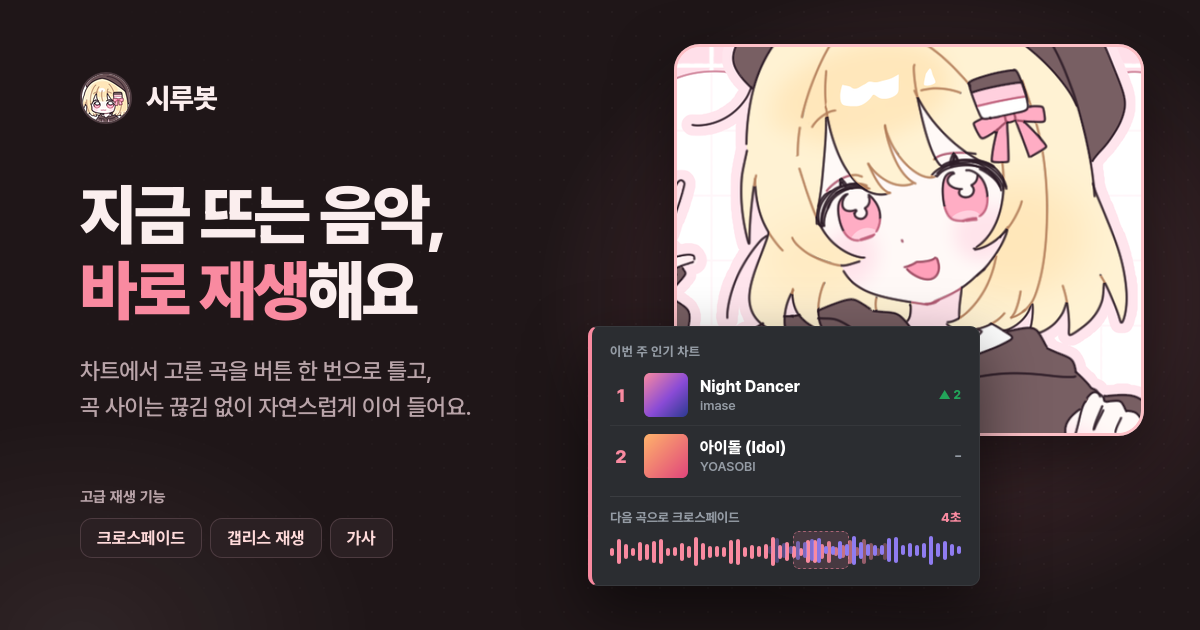 시루봇
지금 뜨는 음악,
바로 재생해요
차트에서 고른 곡을 버튼 한 번으로 틀고,
곡 사이는 끊김 없이 자연스럽게 이어 들어요.
고급 재생 기능
크로스페이드
갭리스 재생
가사
이번 주 인기 차트
1
Night Dancer
imase
▲ 2
2
아이돌 (Idol)
YOASOBI
–
다음 곡으로 크로스페이드
4초